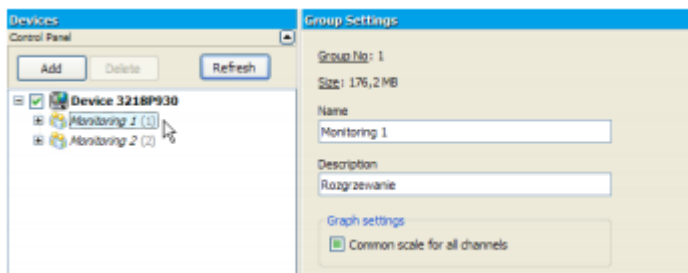 Devices
Control Panel
Add
Delete
Refresh
Device 3218P930
Monitoring 1 (1)
Monitoring 2 (2)
Group Settings
Group No: 1
Size: 176,2 MB
Name
Monitoring 1
Description
Rozgrzewanie
Graph settings
Common scale for all channels